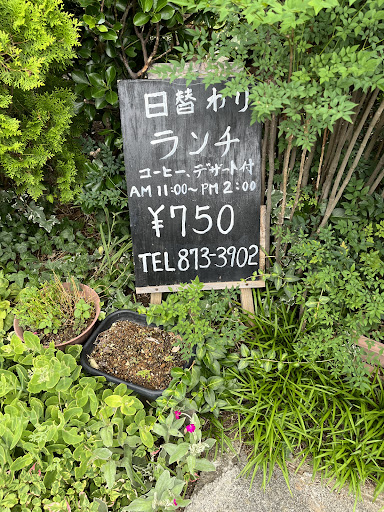 日替わり
ランチ
コーヒー、デザート付
AM 11:00~PM 2:00
¥750
TEL 873-3902